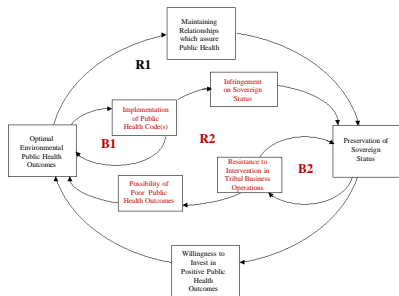 Maintaining
Relationships
which assure
Public Health
R1
Infringement
on Sovereign
Status
Implementation
of Public
Health Code(s)
R2
B1
Optimal
Environmental
Public Health
Outcomes
Preservation of
Sovereign
Status
Resistance to
Intervention in
Tribal Business
Operations
B2
Possibility of
Poor Public
Health Outcomes
Willingness to
Invest in
Positive Public
Health
Outcomes